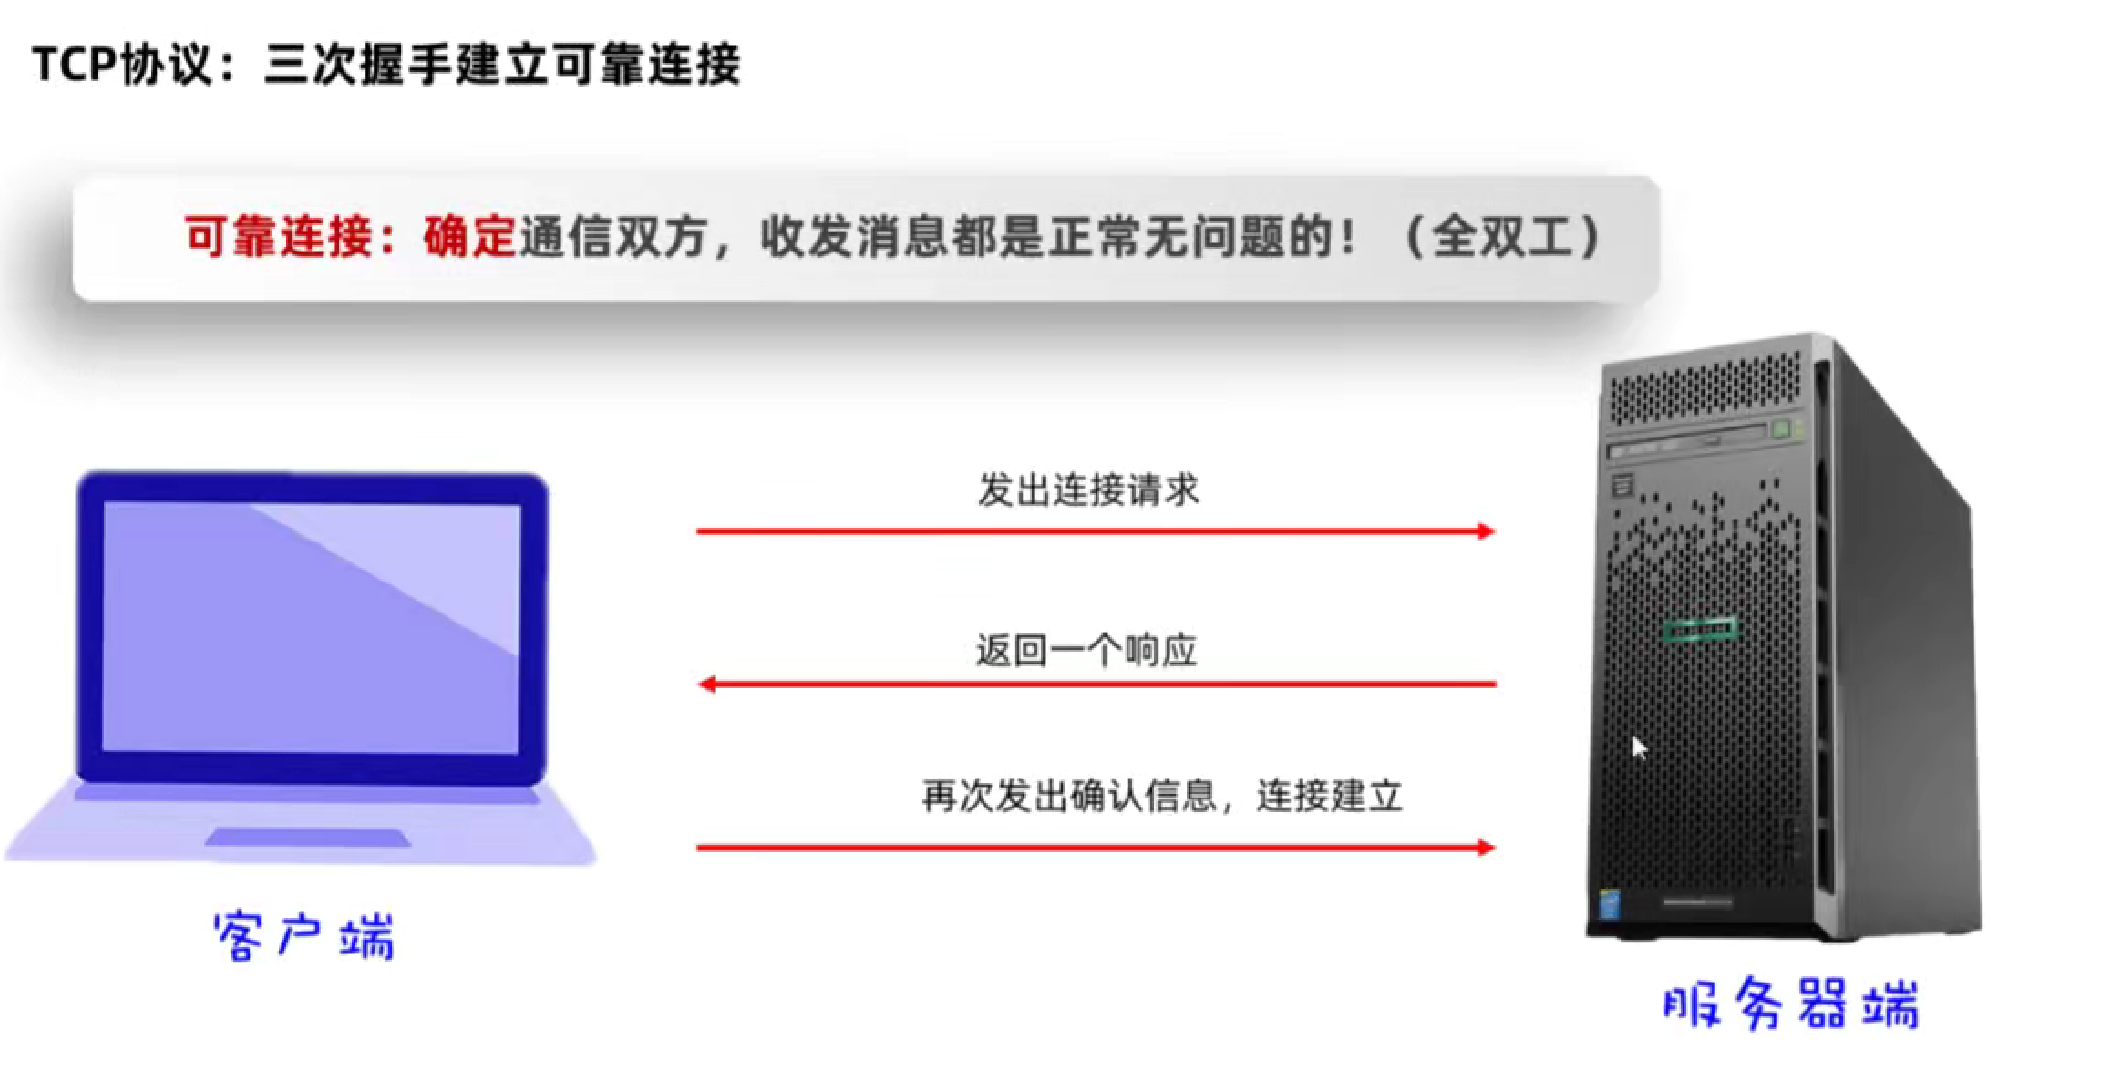 TCP协议：三次握手建立可靠连接
可靠连接：确定通信双方，收发消息都是正常无问题的！（全双工）
发出连接请求
返回一个响应
再次发出确认信息，连接建立
客户端
服务器端